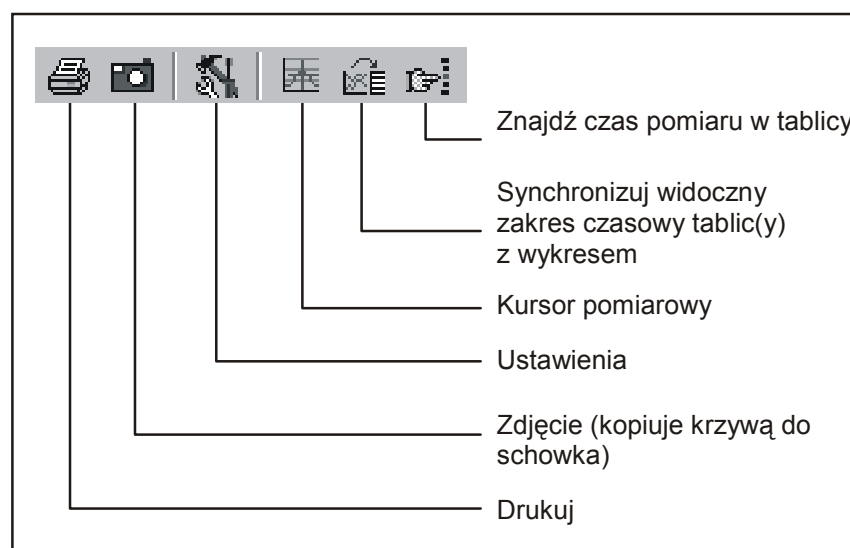 Znajdź czas pomiaru w tablicy
Synchronizuj widoczny
zakres czasowy tablic(y)
z wykresem
Kursor pomiarowy
Ustawienia
Zdjęcie (kopiuje krzywą do
schowka)
Drukuj